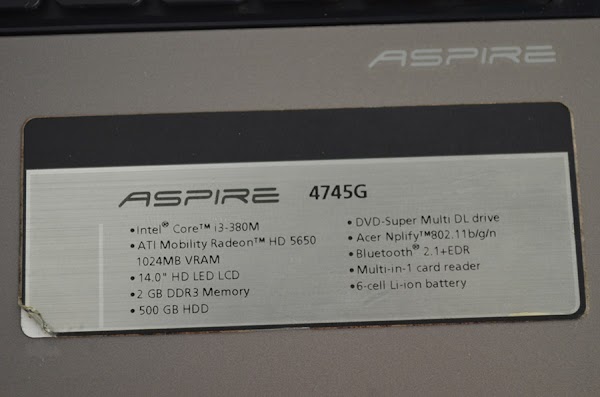 ASPIRE
ASPIRE 4745G
• Intel® Core™ i3-380M
• ATI Mobility Radeon™ HD 5650
1024MB VRAM
• 14.0" HD LED LCD
• 2 GB DDR3 Memory
• 500 GB HDD
• DVD-Super Multi DL drive
• Acer Nplify™802.11b/g/n
• Bluetooth® 2.1+EDR
• Multi-in-1 card reader
• 6-cell Li-ion battery